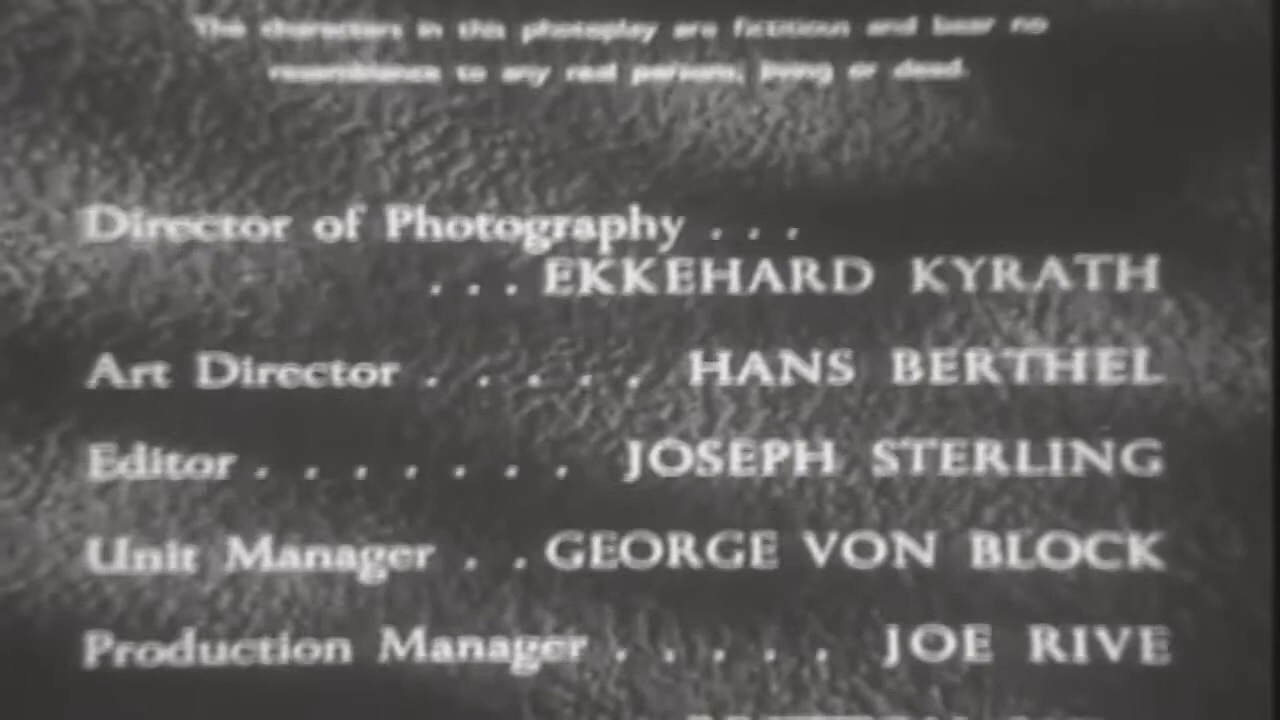 The characters in this photoplay are fictitious and bear no
resemblance to any real persons, living or dead.
Director of Photography . . .
. . . EKKEHARD KYRATH
Art Director . . . . . HANS BERTHEL
Editor . . . . . . . JOSEPH STERLING
Unit Manager . . GEORGE VON BLOCK
Production Manager . . . . . JOE RIVE